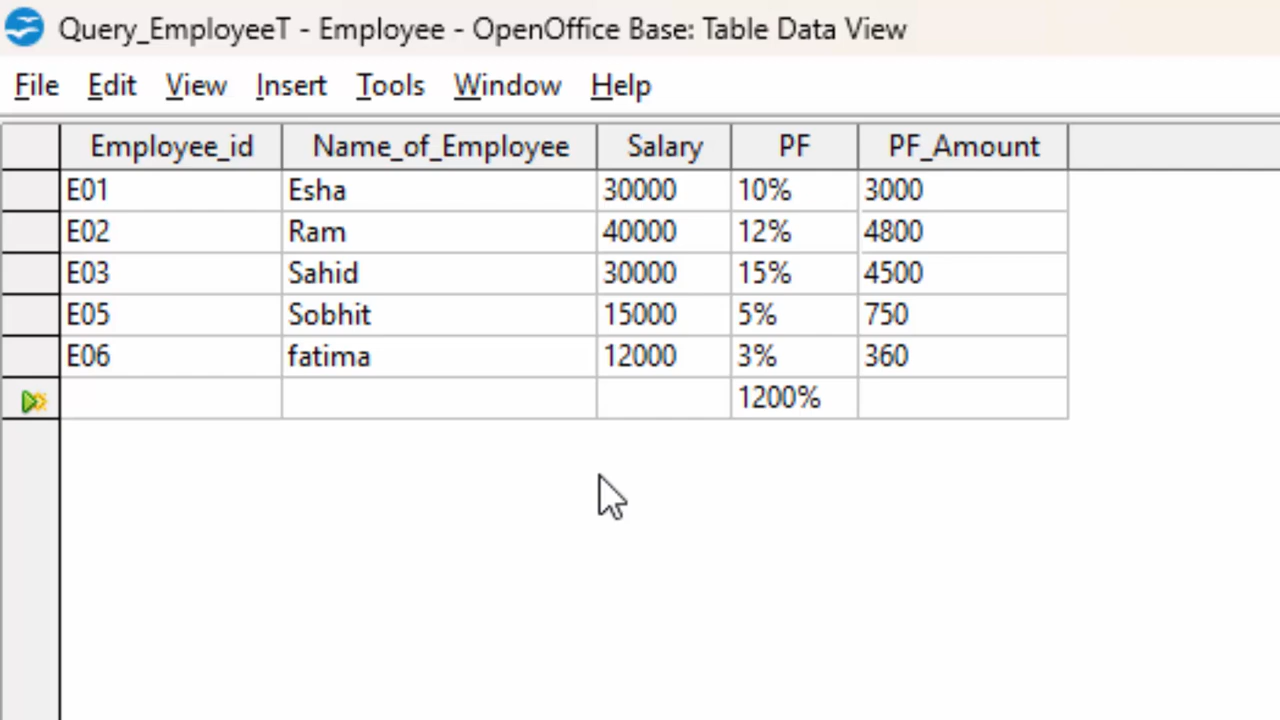 Query_EmployeeT - Employee - OpenOffice Base: Table Data View
File Edit View Insert Tools Window Help
Employee_id Name_of_Employee Salary PF PF_Amount
E01 Esha 30000 10% 3000
E02 Ram 40000 12% 4800
E03 Sahid 30000 15% 4500
E05 Sobhit 15000 5% 750
E06 fatima 12000 3% 360
1200%